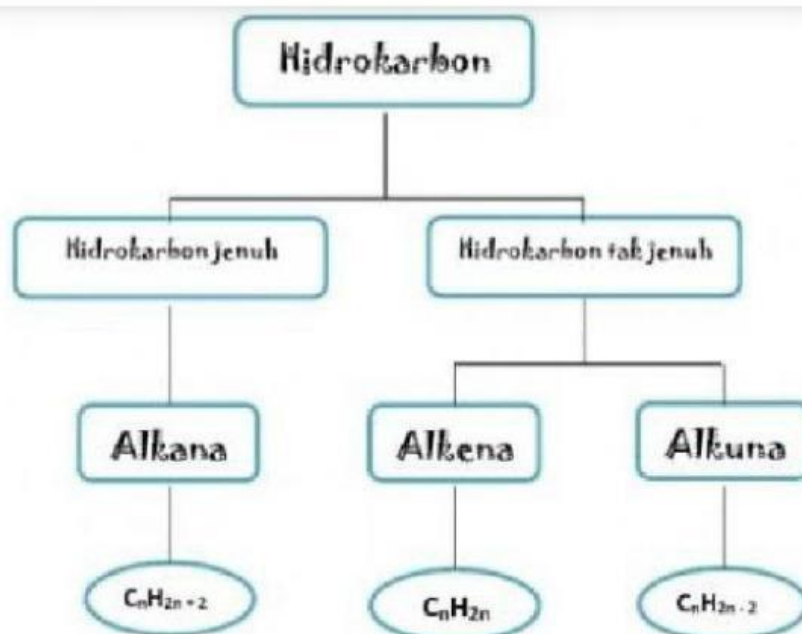 Hidrokarbon
Hidrokarbon jenuh
Hidrokarbon tak jenuh
Alkana
Alkena
Alkuna
CₙH₂ₙ₊₂
CₙH₂ₙ
CₙH₂ₙ₋₂